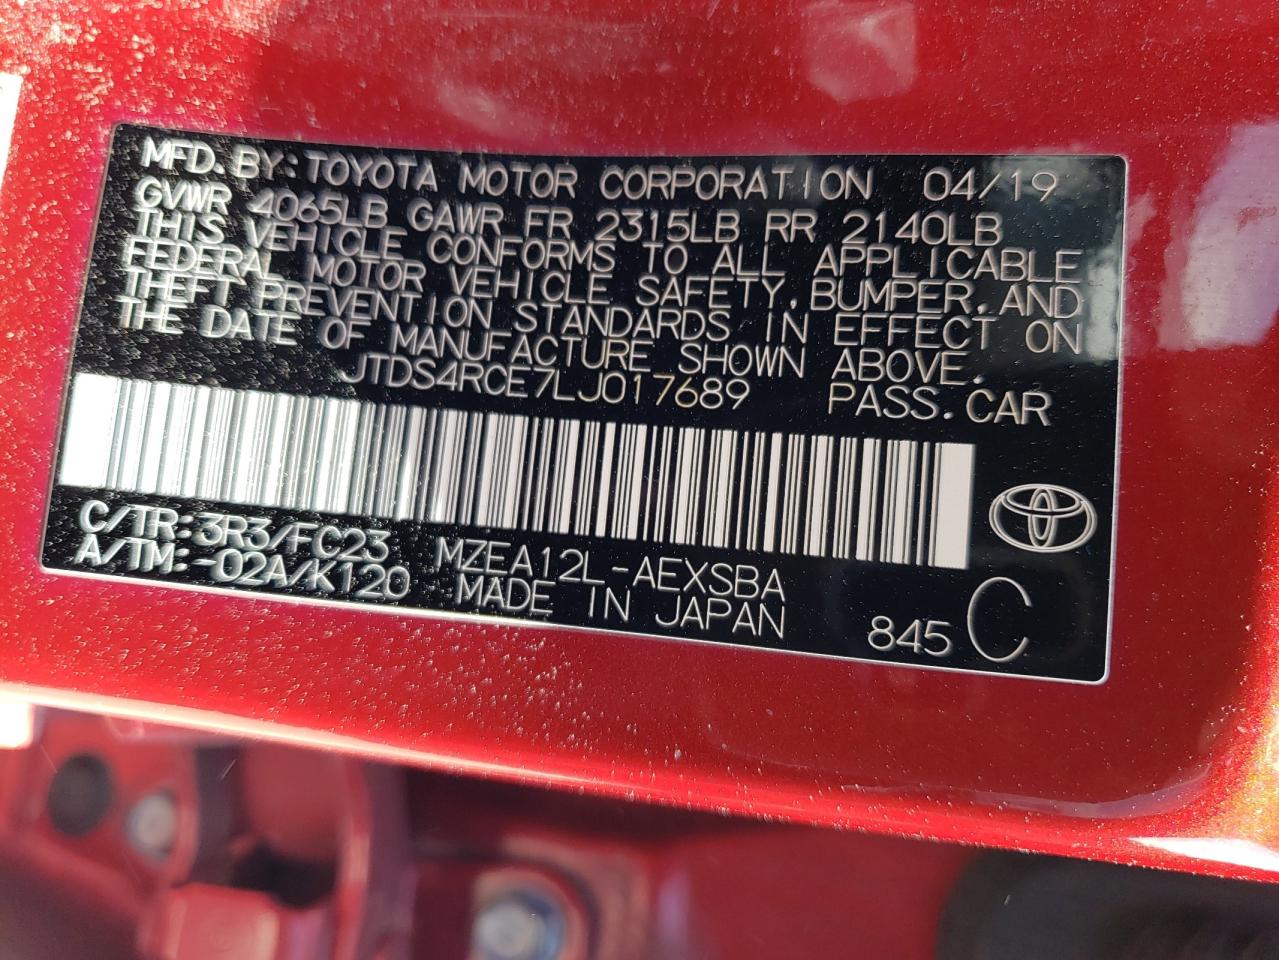 MFD. BY: TOYOTA MOTOR CORPORATION 04/19
GVWR 4065LB GAWR FR 2315LB RR 2140LB
THIS VEHICLE CONFORMS TO ALL APPLICABLE
FEDERAL MOTOR VEHICLE SAFETY, BUMPER, AND
THEFT PREVENTION STANDARDS IN EFFECT ON
THE DATE OF MANUFACTURE SHOWN ABOVE.
JTDS4RCE7LJ017689 PASS. CAR
C/TR:3R3/FC23 MZEA12L-AEXSBA
A/TM:-02A/K120 MADE IN JAPAN 845 C